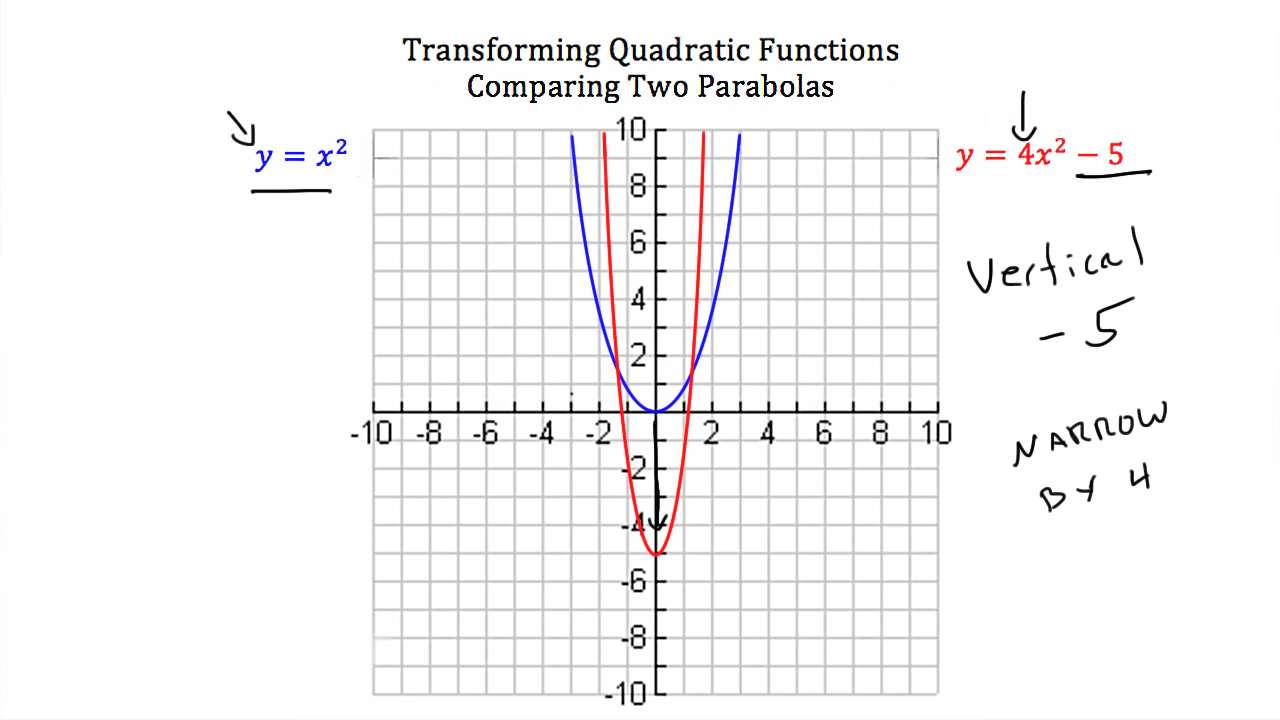 Transforming Quadratic Functions
Comparing Two Parabolas
y = x²
y = 4x² − 5
10
8
6
4
2
-10 -8 -6 -4 -2 2 4 6 8 10
-2
-4
-6
-8
-10
Vertical
- 5
NARROW
BY 4